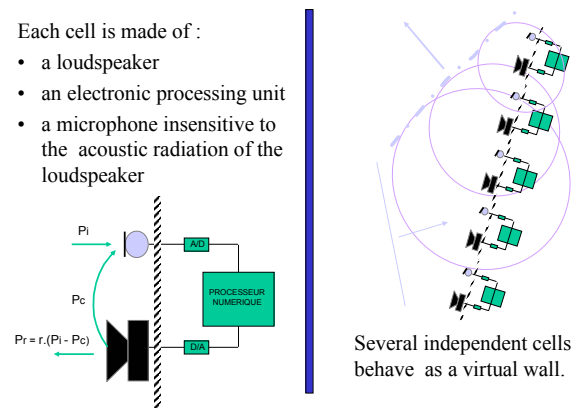 Each cell is made of :
• a loudspeaker
• an electronic processing unit
• a microphone insensitive to
the acoustic radiation of the
loudspeaker
Pi
A/D
PROCESSEUR
NUMERIQUE
Pc
Pr = r.(Pi - Pc)
D/A
Several independent cells
behave as a virtual wall.